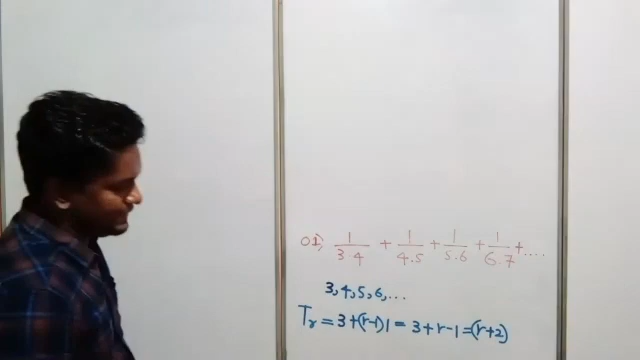 01) 1/3.4 + 1/4.5 + 1/5.6 + 1/6.7 + ....
3,4,5,6,...
Tr = 3+(r-1)1 = 3+r-1 = (r+2)